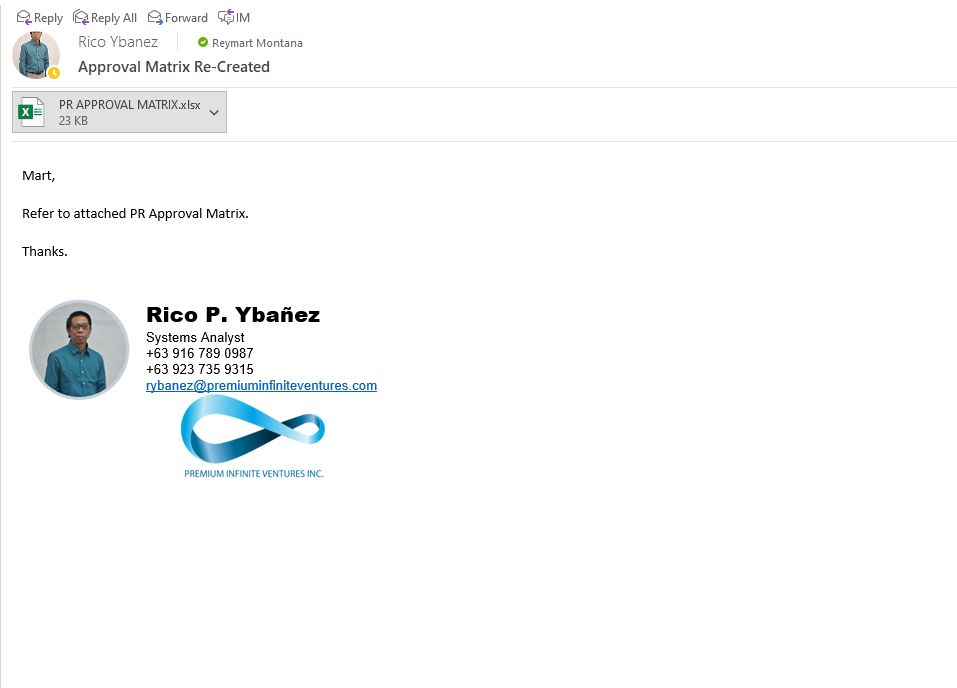 Reply Reply All Forward IM
Rico Ybanez Reymart Montana
Approval Matrix Re-Created
PR APPROVAL MATRIX.xlsx
23 KB
Mart,
Refer to attached PR Approval Matrix.
Thanks.
Rico P. Ybañez
Systems Analyst
+63 916 789 0987
+63 923 735 9315
rybanez@premiuminfiniteventures.com
PREMIUM INFINITE VENTURES INC.